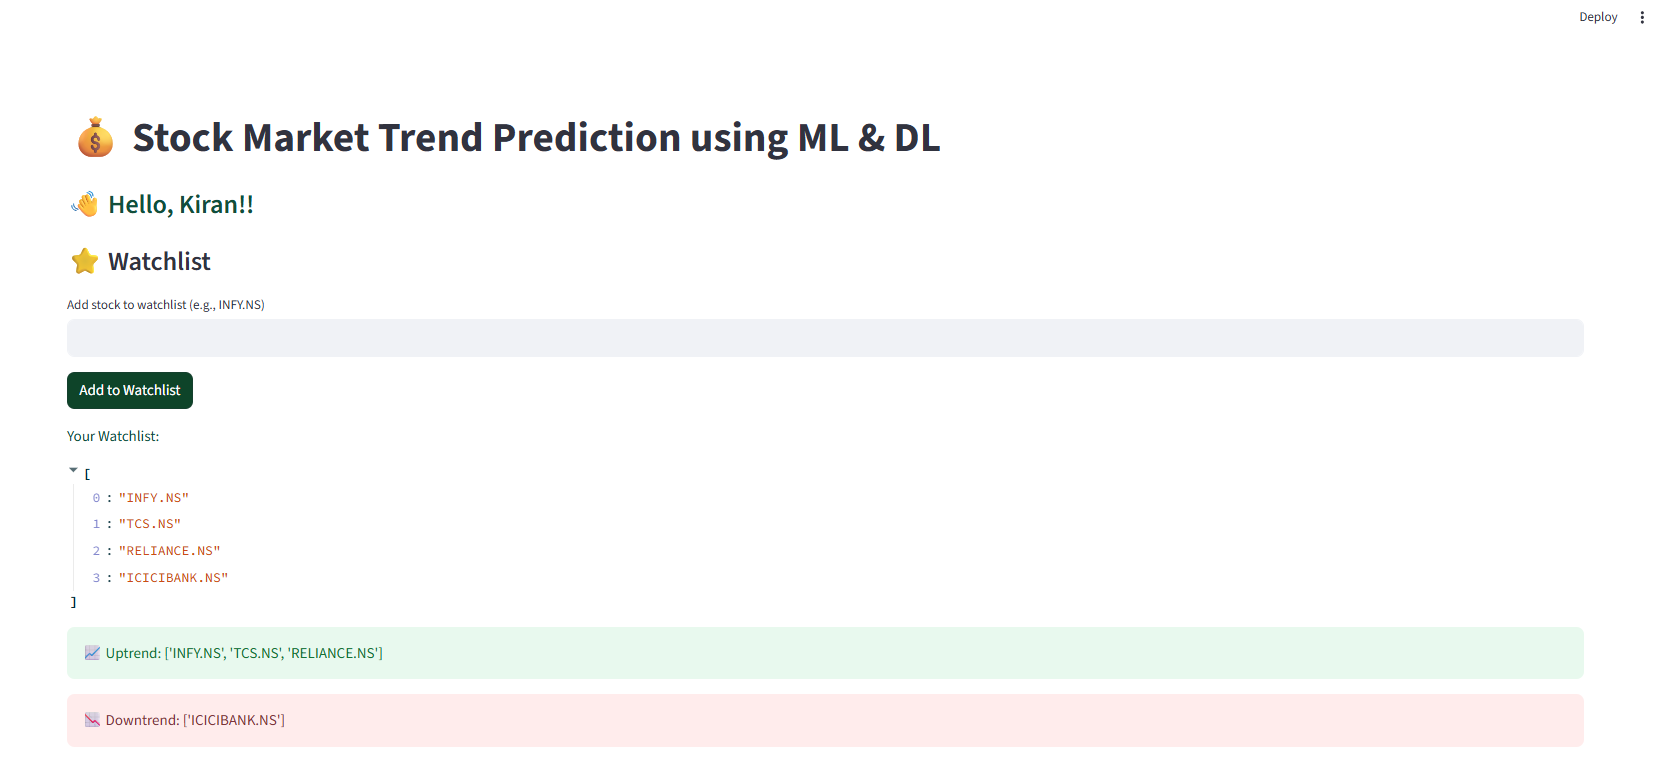 Deploy
Stock Market Trend Prediction using ML & DL
Hello, Kiran!!
Watchlist
Add stock to watchlist (e.g., INFY.NS)
Add to Watchlist
Your Watchlist:
[
0 : "INFY.NS"
1 : "TCS.NS"
2 : "RELIANCE.NS"
3 : "ICICIBANK.NS"
]
Uptrend: ['INFY.NS', 'TCS.NS', 'RELIANCE.NS']
Downtrend: ['ICICIBANK.NS']